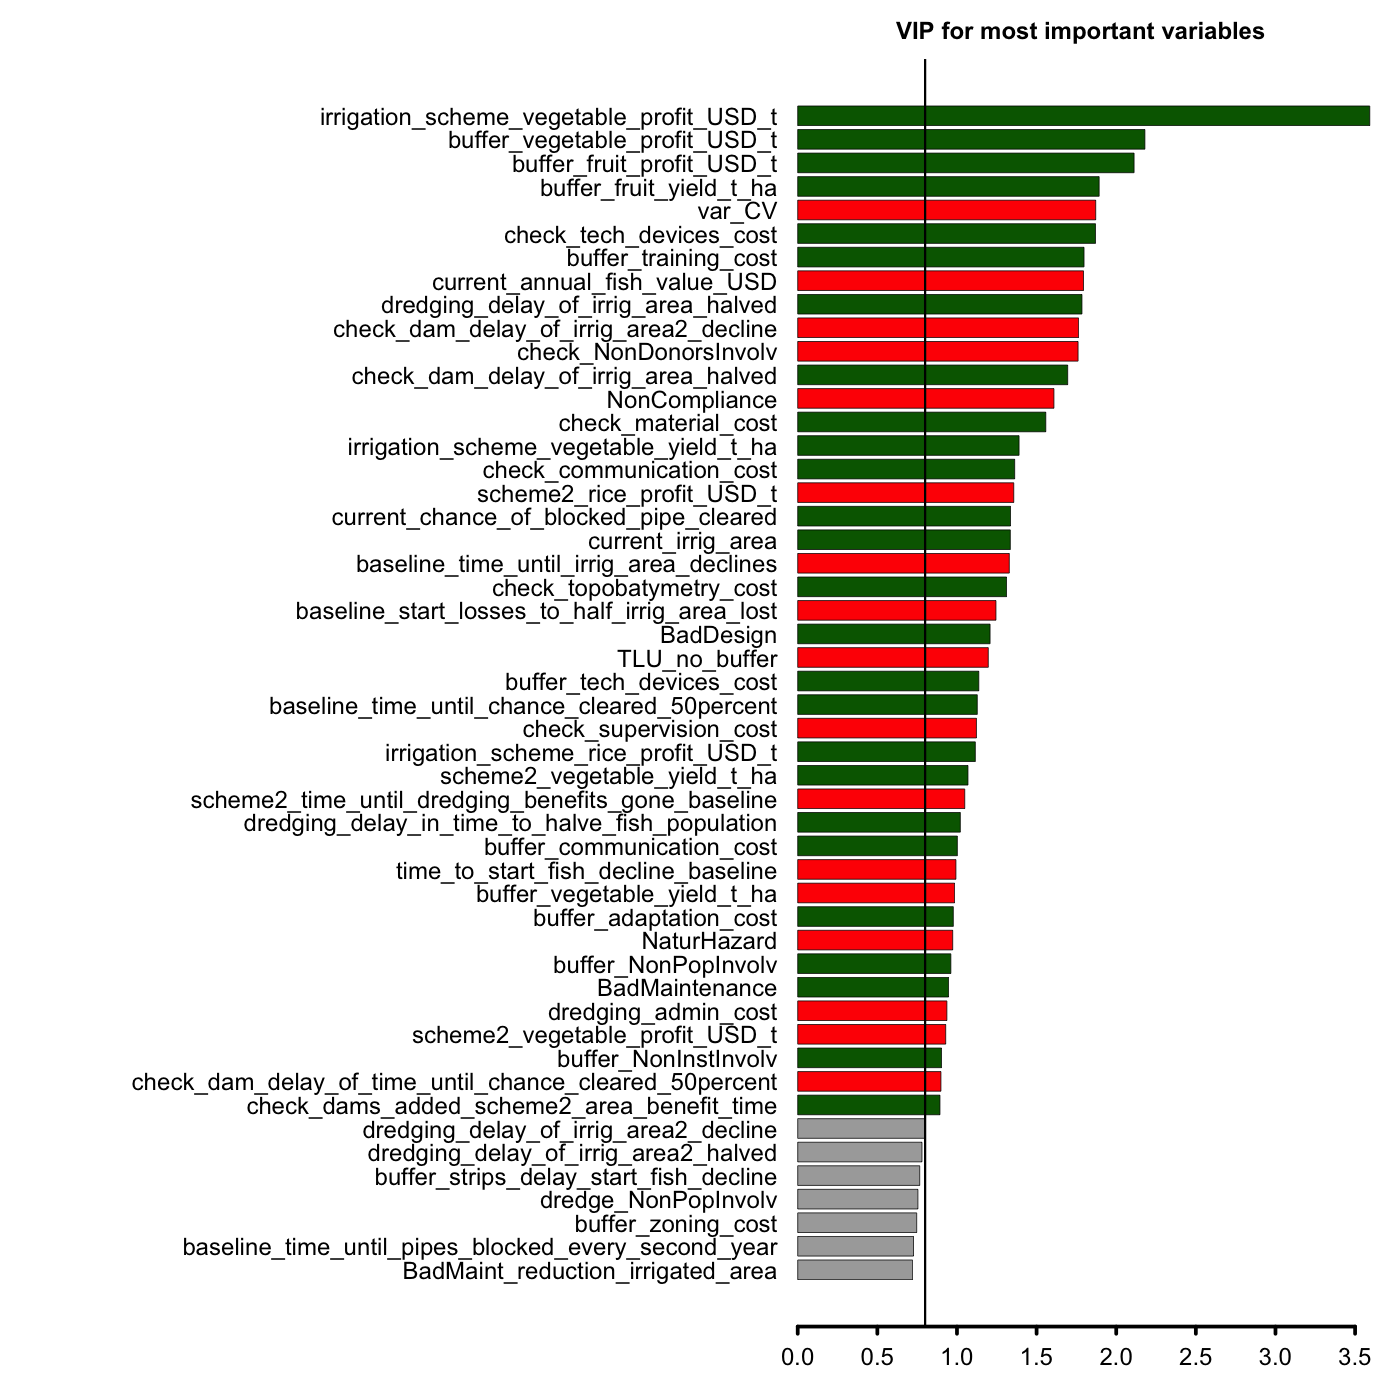 VIP for most important variables
irrigation_scheme_vegetable_profit_USD_t
buffer_vegetable_profit_USD_t
buffer_fruit_profit_USD_t
buffer_fruit_yield_t_ha
var_CV
check_tech_devices_cost
buffer_training_cost
current_annual_fish_value_USD
dredging_delay_of_irrig_area_halved
check_dam_delay_of_irrig_area2_decline
check_NonDonorsInvolv
check_dam_delay_of_irrig_area_halved
NonCompliance
check_material_cost
irrigation_scheme_vegetable_yield_t_ha
check_communication_cost
scheme2_rice_profit_USD_t
current_chance_of_blocked_pipe_cleared
current_irrig_area
baseline_time_until_irrig_area_declines
check_topobatymetry_cost
baseline_start_losses_to_half_irrig_area_lost
BadDesign
TLU_no_buffer
buffer_tech_devices_cost
baseline_time_until_chance_cleared_50percent
check_supervision_cost
irrigation_scheme_rice_profit_USD_t
scheme2_vegetable_yield_t_ha
scheme2_time_until_dredging_benefits_gone_baseline
dredging_delay_in_time_to_halve_fish_population
buffer_communication_cost
time_to_start_fish_decline_baseline
buffer_vegetable_yield_t_ha
buffer_adaptation_cost
NaturHazard
buffer_NonPopInvolv
BadMaintenance
dredging_admin_cost
scheme2_vegetable_profit_USD_t
buffer_NonInstInvolv
check_dam_delay_of_time_until_chance_cleared_50percent
check_dams_added_scheme2_area_benefit_time
dredging_delay_of_irrig_area2_decline
dredging_delay_of_irrig_area2_halved
buffer_strips_delay_start_fish_decline
dredge_NonPopInvolv
buffer_zoning_cost
baseline_time_until_pipes_blocked_every_second_year
BadMaint_reduction_irrigated_area
0.0 0.5 1.0 1.5 2.0 2.5 3.0 3.5